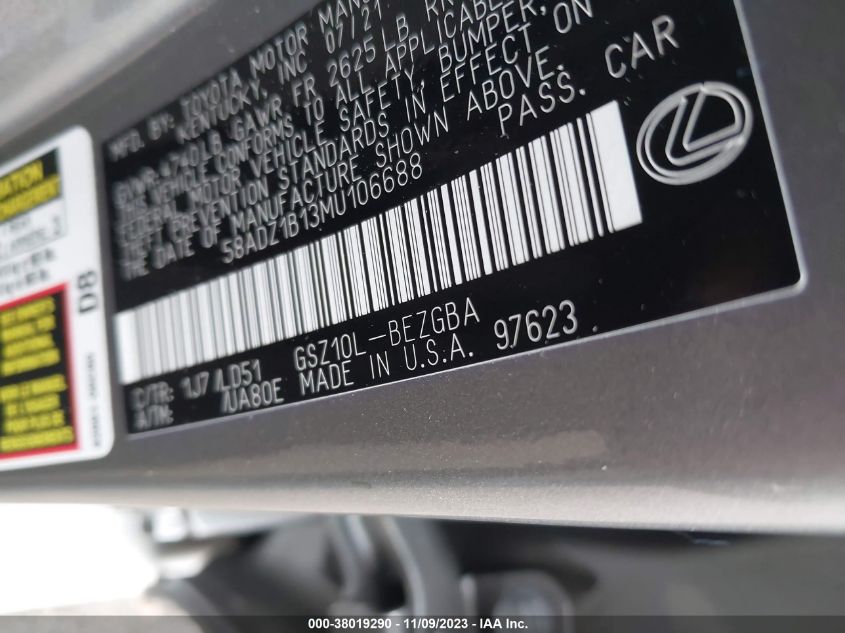 MFD. BY: TOYOTA MOTOR MANU
KENTUCKY, INC. 07/21
GVWR 4740LB GAWR FR 2625LB RR
THIS VEHICLE CONFORMS TO ALL APPLICABLE
FEDERAL MOTOR VEHICLE SAFETY, BUMPER,
THEFT PREVENTION STANDARDS IN EFFECT ON
THE DATE OF MANUFACTURE SHOWN ABOVE.
58ADZ1B13MU106688 PASS. CAR
C/TR: 1J7 /LD51 GSZ10L-BEZGBA
A/TM: /UA80E MADE IN U.S.A. 97623
DB
000-38019290 - 11/09/2023 - IAA Inc.